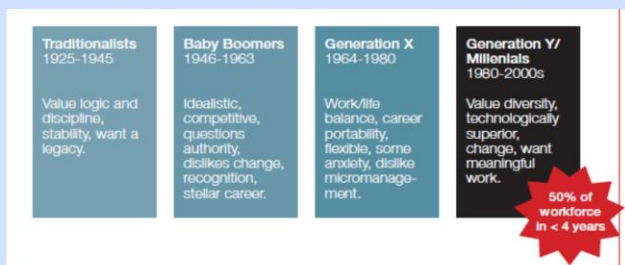 Traditionalists
1925-1945
Value logic and
discipline,
stability, want a
legacy.
Baby Boomers
1946-1963
Idealistic,
competitive,
questions
authority,
dislikes change,
recognition,
stellar career.
Generation X
1964-1980
Work/life
balance, career
portability,
flexible, some
anxiety, dislike
micromanage-
ment.
Generation Y/
Millenials
1980-2000s
Value diversity,
technologically
superior,
change, want
meaningful
work.
50% of
workforce
in < 4 years